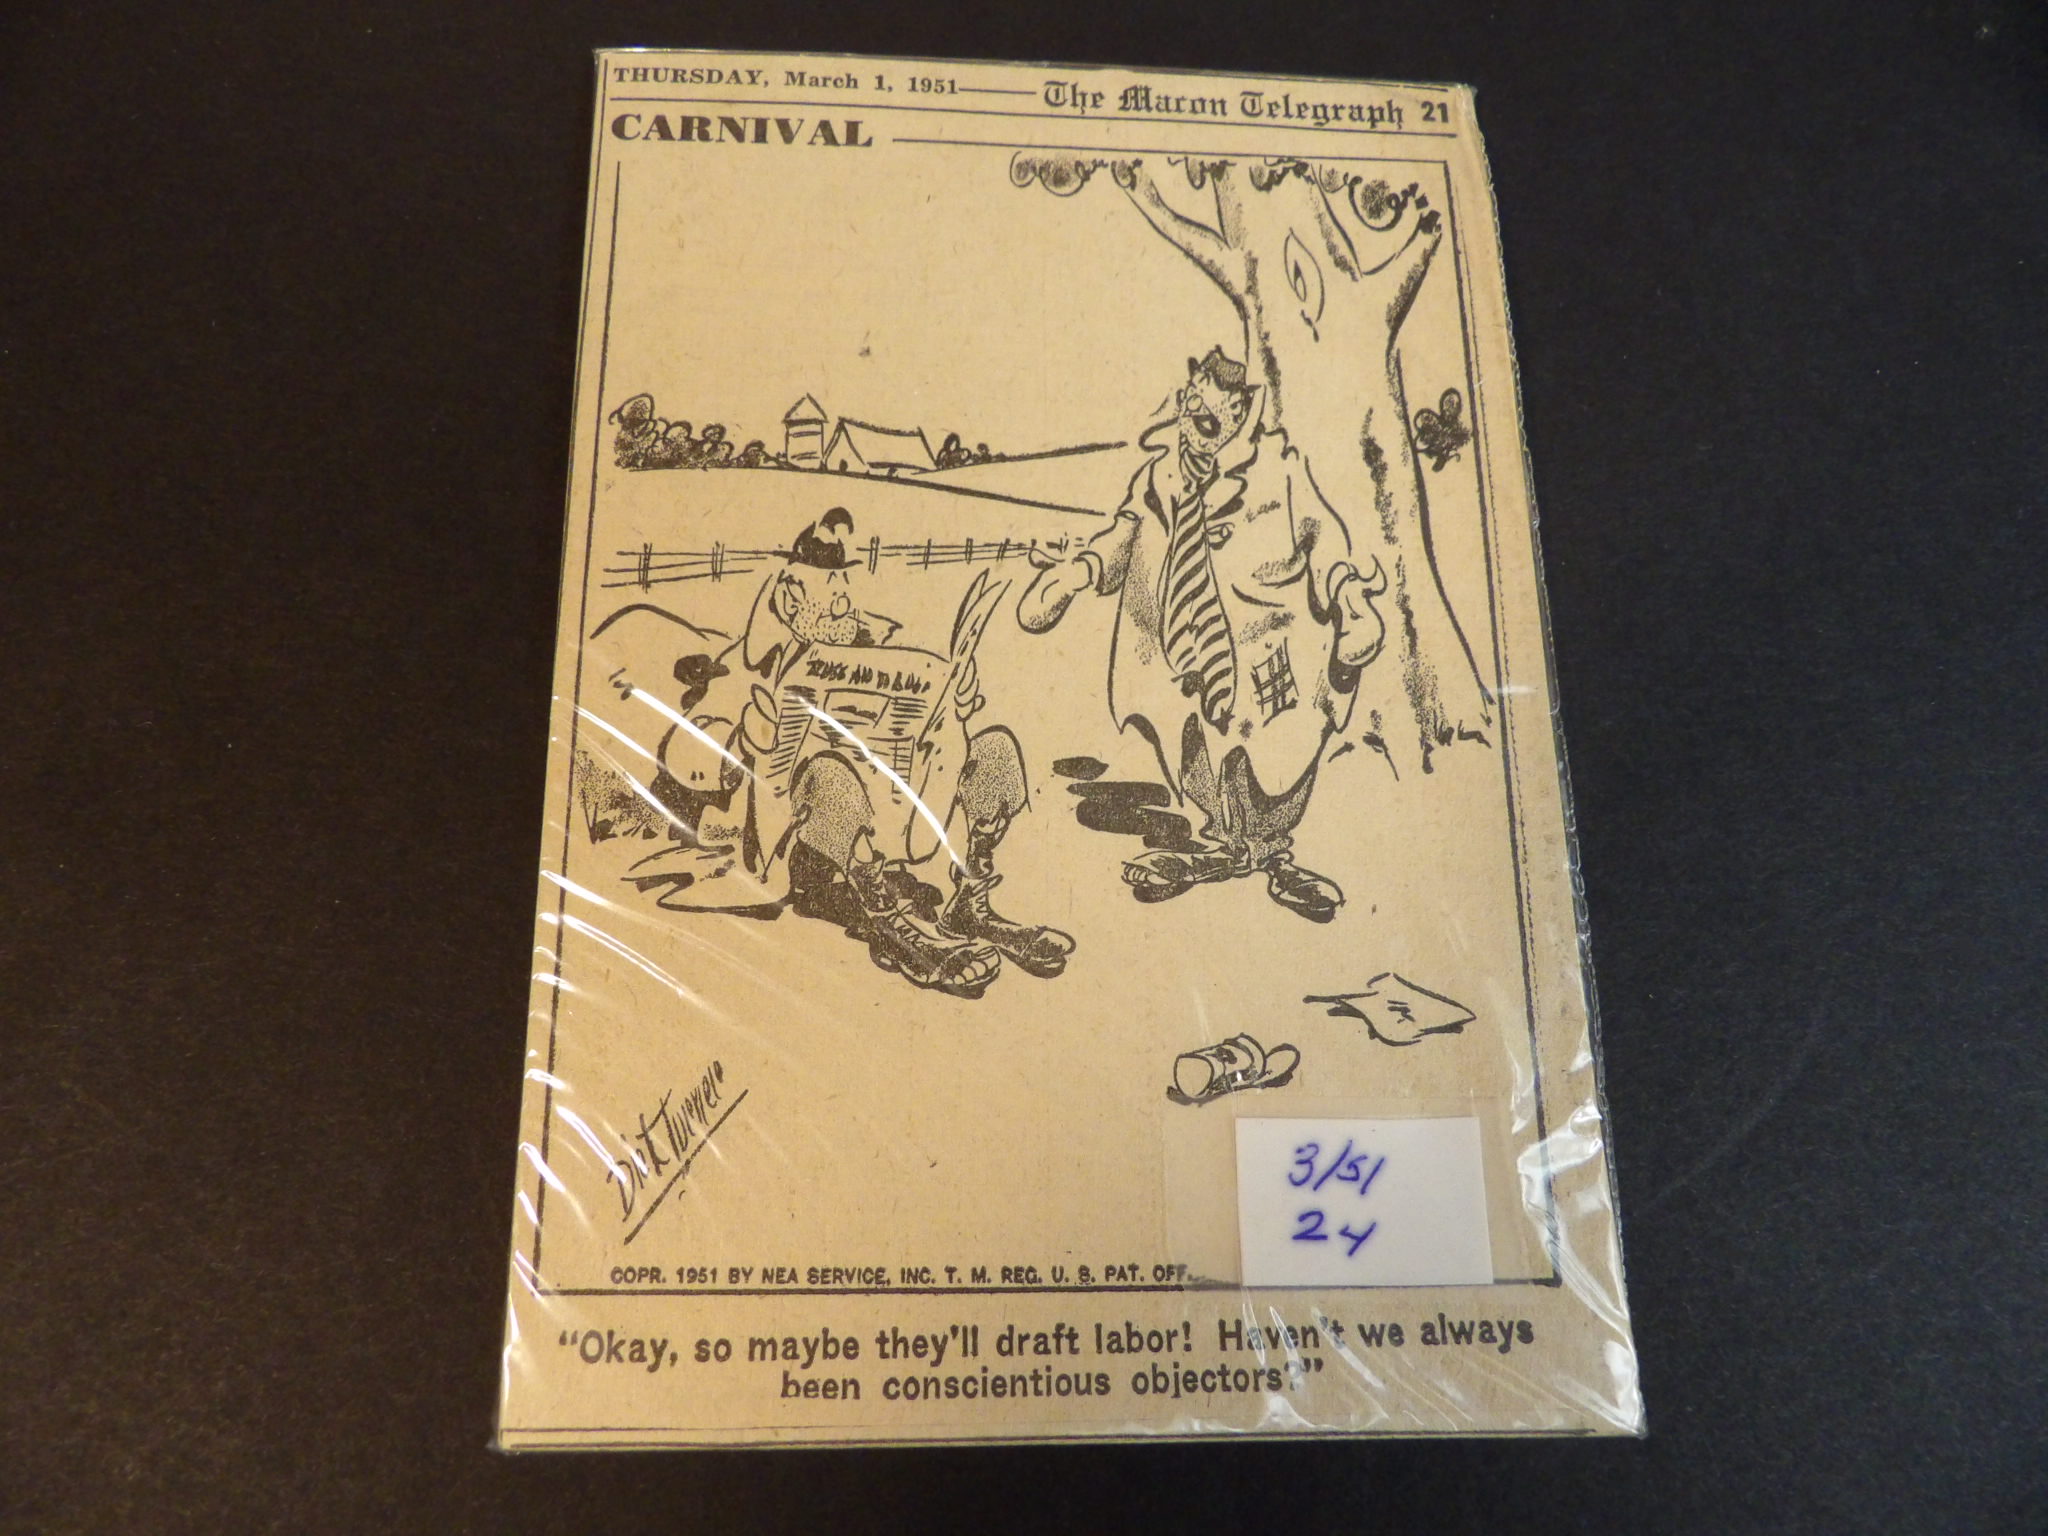 THURSDAY, March 1, 1951 The Macon Telegraph 21
CARNIVAL
Dick Turner
3/51
24
COPR. 1951 BY NEA SERVICE, INC. T. M. REG. U. S. PAT. OFF.
"Okay, so maybe they'll draft labor! Haven't we always
been conscientious objectors?"